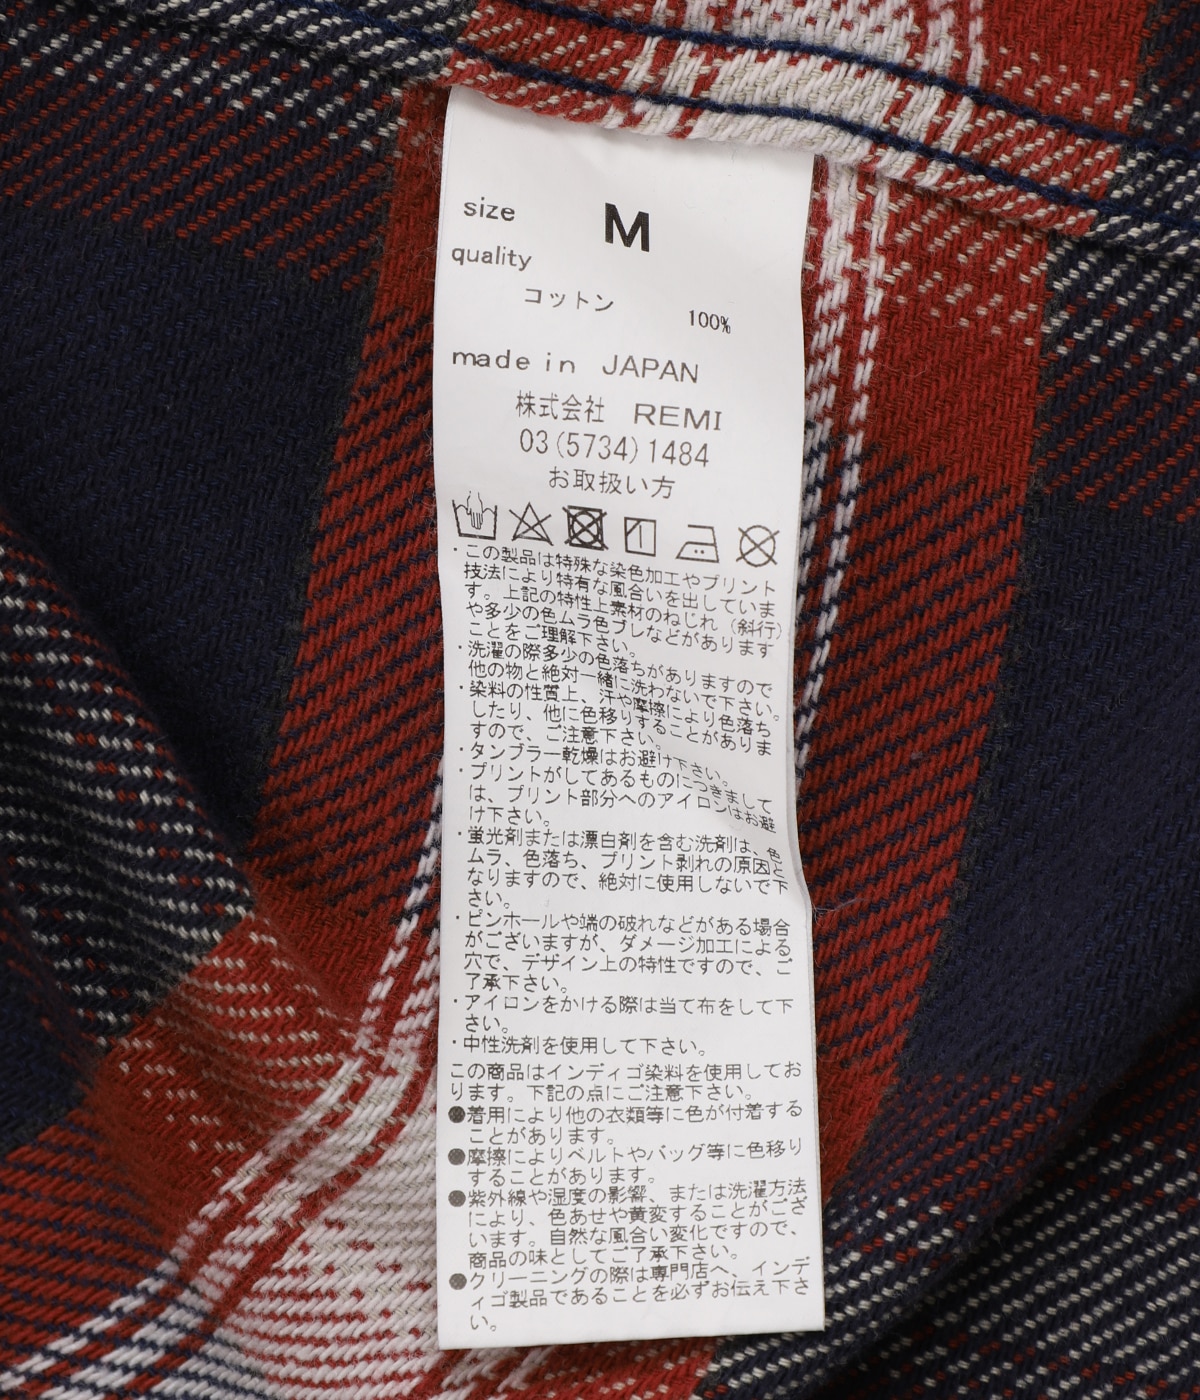 size M
quality
コットン 100%
made in JAPAN
株式会社 REMI
03(5734)1484
お取扱い方
・この製品は特殊な染色加工やプリント
技法により特有な風合いを出していま
す。上記の特性上素材のねじれ（斜行）
や多少の色ムラ色ブレなどがあります
ことをご理解下さい。
・洗濯の際多少の色落ちがありますので
他の物と絶対一緒に洗わないで下さい。
・染料の性質上、汗や摩擦により色落ち
したり、他に色移りすることがありま
すので、ご注意下さい。
・タンブラー乾燥はお避け下さい。
・プリントがしてあるものにつきまして
は、プリント部分へのアイロンはお避
け下さい。
・蛍光剤または漂白剤を含む洗剤は、色
ムラ、色落ち、プリント剥れの原因と
なりますので、絶対に使用しないで下
さい。
・ピンホールや端の破れなどがある場合
がございますが、ダメージ加工による
穴で、デザイン上の特性ですので、ご
了承下さい。
・アイロンをかける際は当て布をして下
さい。
・中性洗剤を使用して下さい。
この商品はインディゴ染料を使用してお
ります。下記の点にご注意下さい。
●着用により他の衣類等に色が付着する
ことがあります。
●摩擦によりベルトやバッグ等に色移り
することがあります。
●紫外線や湿度の影響、または洗濯方法
により、色あせや黄変することがござ
います。自然な風合い変化ですので、
商品の味としてご了承下さい。
●クリーニングの際は専門店へ、インデ
ィゴ製品であることを必ずお伝え下さ
い。